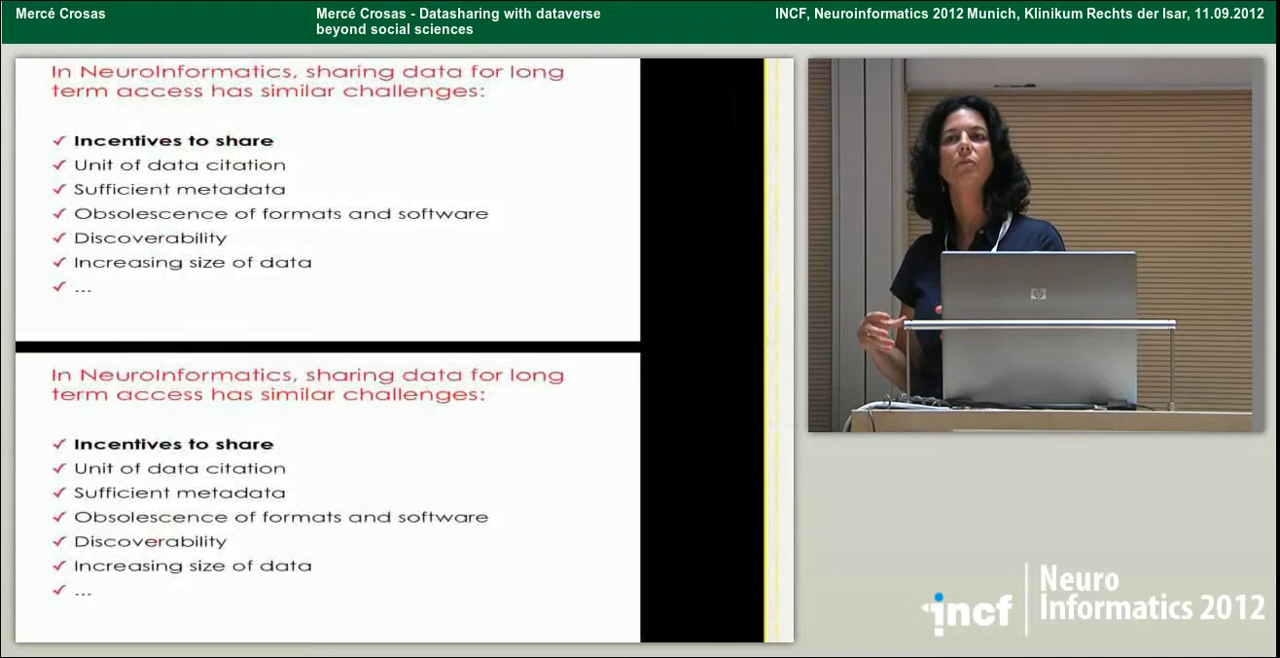 Mercé Crosas
Mercé Crosas - Datasharing with dataverse
beyond social sciences
INCF, Neuroinformatics 2012 Munich, Klinikum Rechts der Isar, 11.09.2012
In NeuroInformatics, sharing data for long
term access has similar challenges:
✓ Incentives to share
✓ Unit of data citation
✓ Sufficient metadata
✓ Obsolescence of formats and software
✓ Discoverability
✓ Increasing size of data
✓ ...
In NeuroInformatics, sharing data for long
term access has similar challenges:
✓ Incentives to share
✓ Unit of data citation
✓ Sufficient metadata
✓ Obsolescence of formats and software
✓ Discoverability
✓ Increasing size of data
✓ ...
hp
incf
Neuro
Informatics 2012